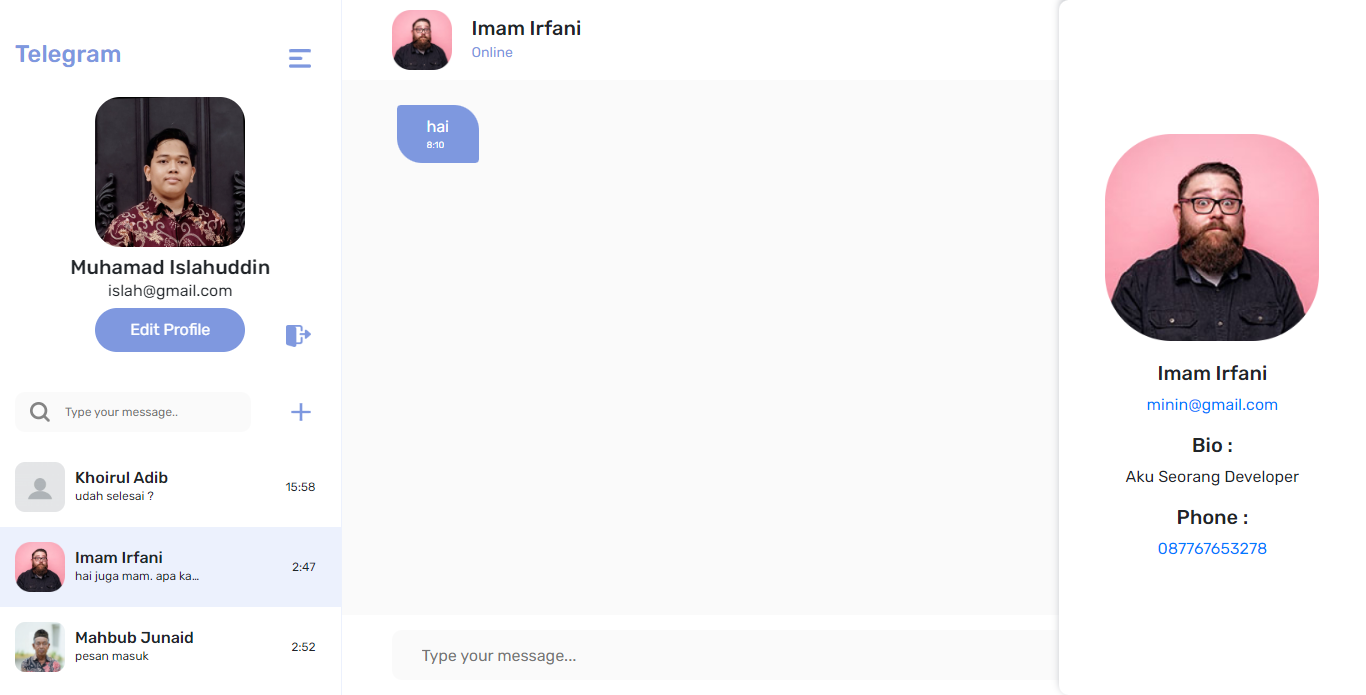 Telegram
Muhamad Islahuddin
islah@gmail.com
Edit Profile
Type your message..
Khoirul Adib
udah selesai ?
15:58
Imam Irfani
hai juga mam. apa ka...
2:47
Mahbub Junaid
pesan masuk
2:52
Imam Irfani
Online
hai
8:10
Type your message...
Imam Irfani
minin@gmail.com
Bio :
Aku Seorang Developer
Phone :
087767653278